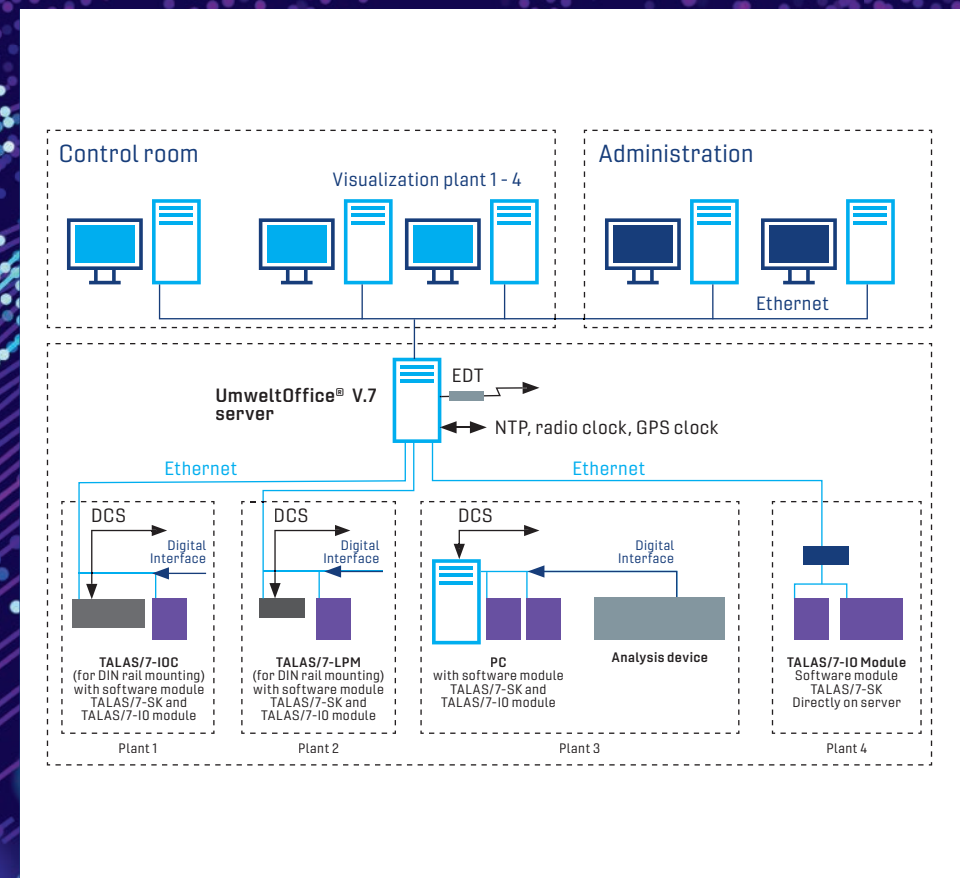 Control room
Visualization plant 1 - 4
Administration
Ethernet
UmweltOffice® V.7
server
EDT
NTP, radio clock, GPS clock
Ethernet
Ethernet
DCS
Digital
Interface
TALAS/7-IOC
(for DIN rail mounting)
with software module
TALAS/7-SK and
TALAS/7-IO module
Plant 1
DCS
Digital
Interface
TALAS/7-LPM
(for DIN rail mounting)
with software module
TALAS/7-SK and
TALAS/7-IO module
Plant 2
DCS
Digital
Interface
PC
with software module
TALAS/7-SK and
TALAS/7-IO module
Analysis device
Plant 3
TALAS/7-IO Module
Software module
TALAS/7-SK
Directly on server
Plant 4